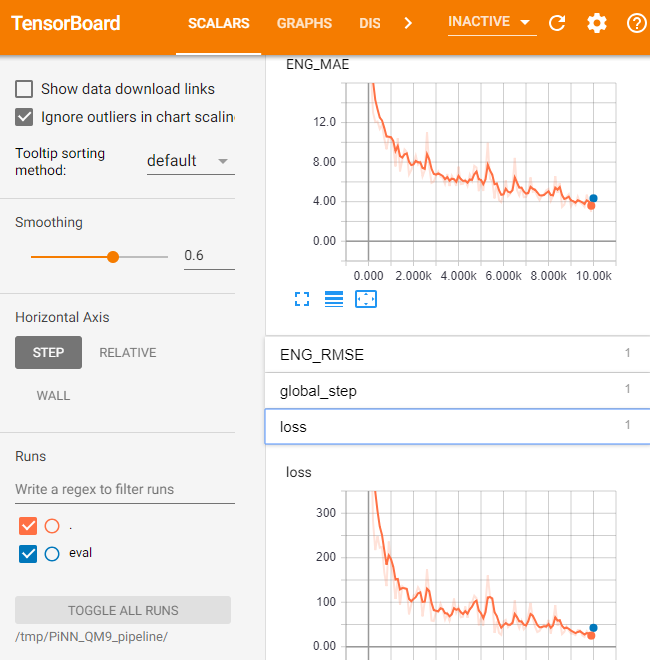 TensorBoard SCALARS GRAPHS DIS INACTIVE
Show data download links
Ignore outliers in chart scalin
Tooltip sorting
method:
default
Smoothing
0.6
Horizontal Axis
STEP RELATIVE
WALL
Runs
Write a regex to filter runs
.
eval
TOGGLE ALL RUNS
/tmp/PiNN_QM9_pipeline/
ENG_MAE
12.0
8.00
4.00
0.00
0.000 2.000k 4.000k 6.000k 8.000k 10.00k
ENG_RMSE 1
global_step 1
loss 1
loss
300
200
100
0.00